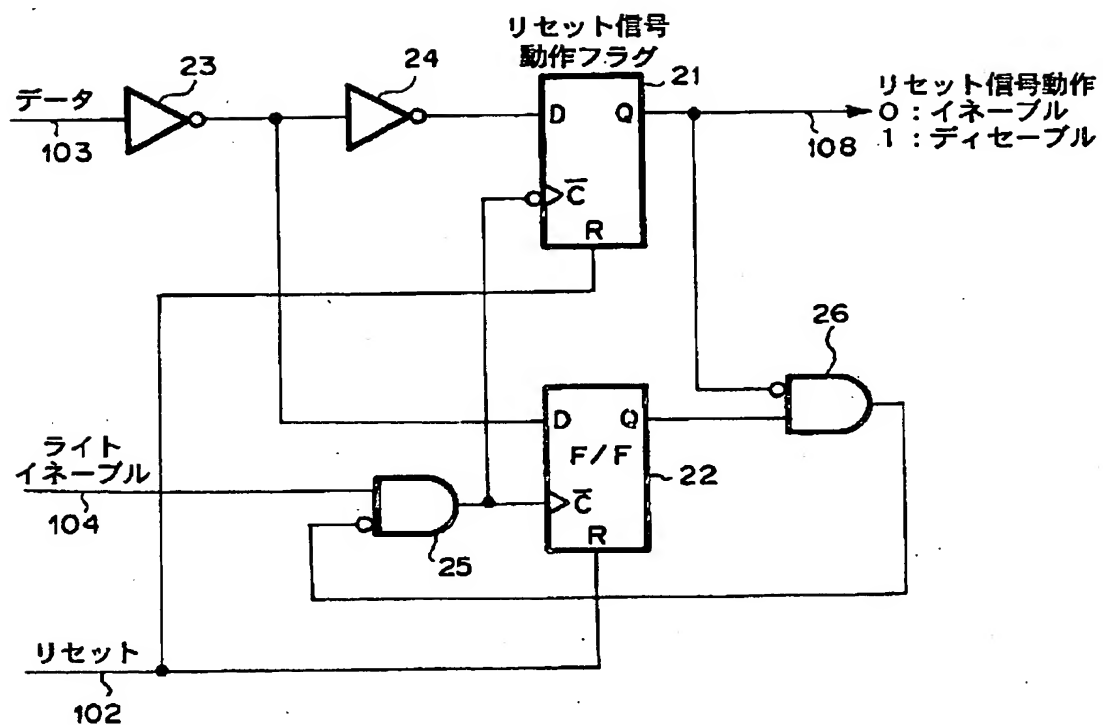 リセット信号
動作フラグ
23
24
21
データ
103
D Q
C̅
R
リセット信号動作
0:イネーブル
1:ディセーブル
108
26
D Q
F/F
22
C̅
R
ライト
イネーブル
104
25
リセット
102